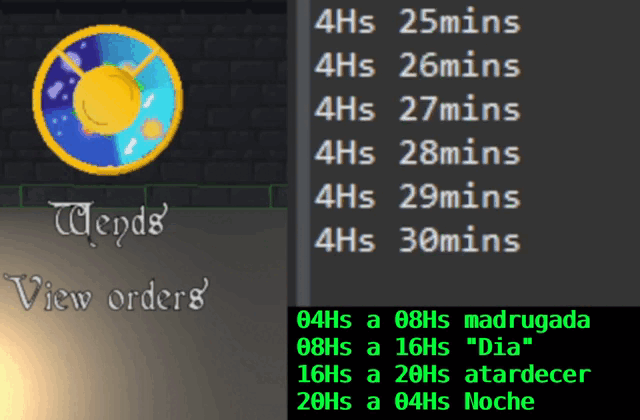 Wends
View orders
4Hs 25mins
4Hs 26mins
4Hs 27mins
4Hs 28mins
4Hs 29mins
4Hs 30mins
04Hs a 08Hs madrugada
08Hs a 16Hs "Dia"
16Hs a 20Hs atardecer
20Hs a 04Hs Noche